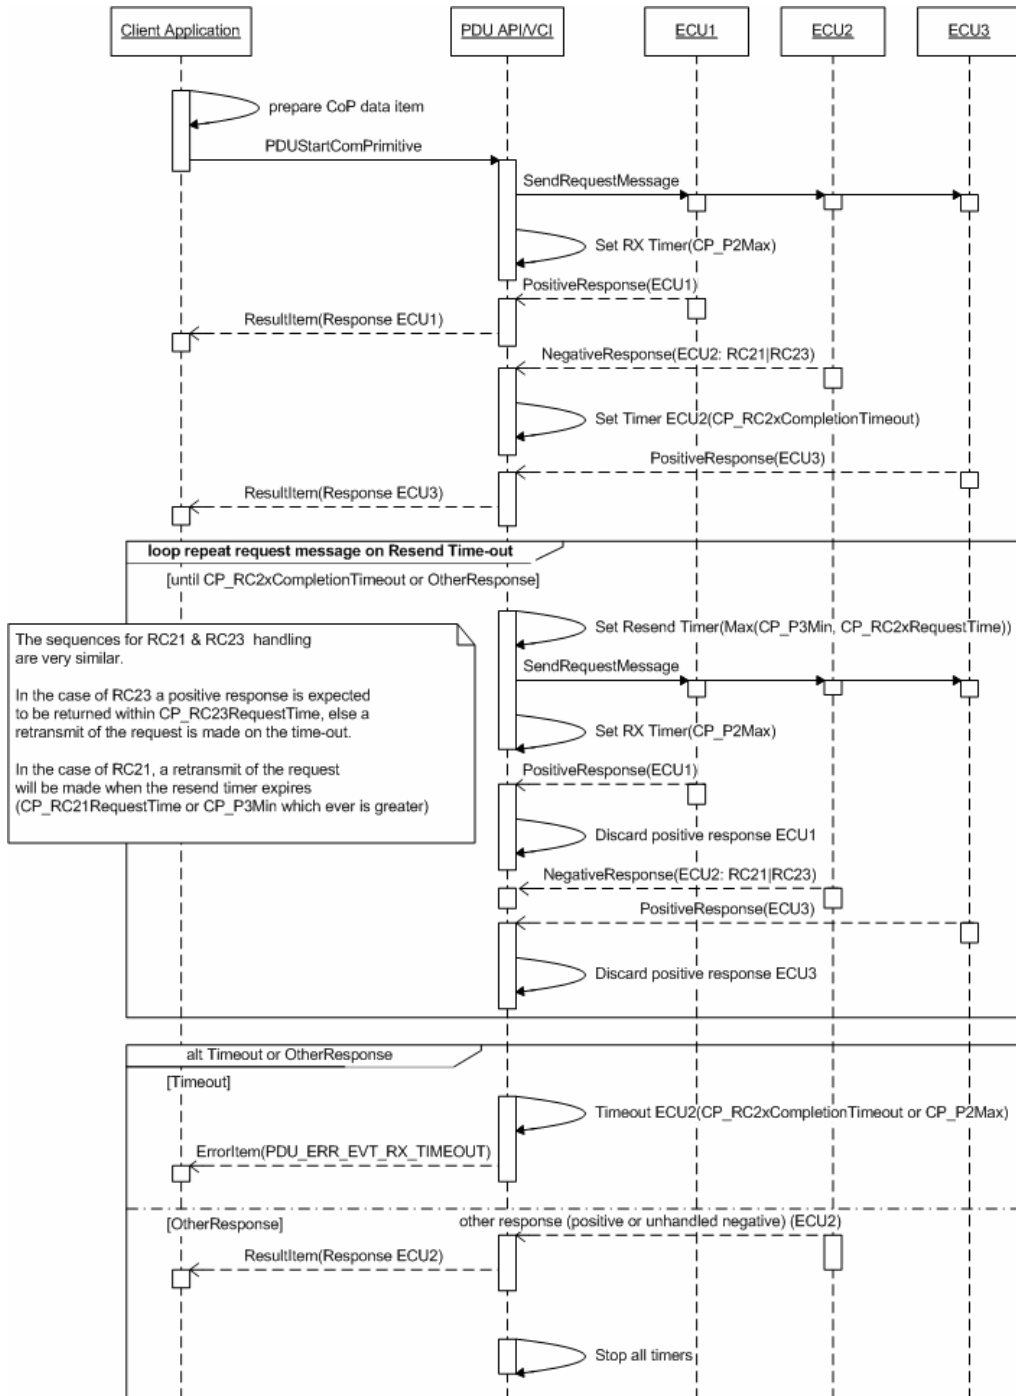 Client Application
PDU API/VCI
ECU1
ECU2
ECU3
prepare CoP data item
PDUStartComPrimitive
SendRequestMessage
Set RX Timer(CP_P2Max)
PositiveResponse(ECU1)
ResultItem(Response ECU1)
NegativeResponse(ECU2: RC21|RC23)
Set Timer ECU2(CP_RC2xCompletionTimeout)
PositiveResponse(ECU3)
ResultItem(Response ECU3)
loop repeat request message on Resend Time-out
[until CP_RC2xCompletionTimeout or OtherResponse]
Set Resend Timer(Max(CP_P3Min, CP_RC2xRequestTime))
The sequences for RC21 & RC23 handling
are very similar.
In the case of RC23 a positive response is expected
to be returned within CP_RC23RequestTime, else a
retransmit of the request is made on the time-out.
In the case of RC21, a retransmit of the request
will be made when the resend timer expires
(CP_RC21RequestTime or CP_P3Min which ever is greater)
SendRequestMessage
Set RX Timer(CP_P2Max)
PositiveResponse(ECU1)
Discard positive response ECU1
NegativeResponse(ECU2: RC21|RC23)
PositiveResponse(ECU3)
Discard positive response ECU3
alt Timeout or OtherResponse
[Timeout]
Timeout ECU2(CP_RC2xCompletionTimeout or CP_P2Max)
ErrorItem(PDU_ERR_EVT_RX_TIMEOUT)
[OtherResponse]
other response (positive or unhandled negative) (ECU2)
ResultItem(Response ECU2)
Stop all timers